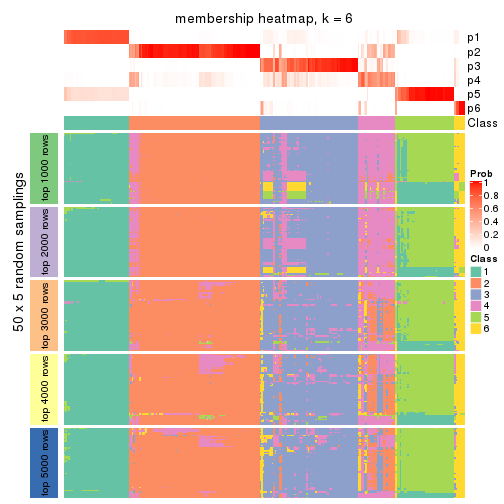 membership heatmap, k = 6
p1
p2
p3
p4
p5
p6
Class
50 x 5 random samplings
top 1000 rows
top 2000 rows
top 3000 rows
top 4000 rows
top 5000 rows
Prob
1
0.8
0.6
0.4
0.2
0
Class
1
2
3
4
5
6